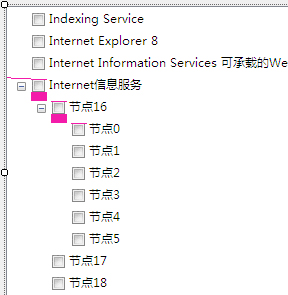 Indexing Service
Internet Explorer 8
Internet Information Services 可承载的We
Internet信息服务
节点16
节点0
节点1
节点2
节点3
节点4
节点5
节点17
节点18